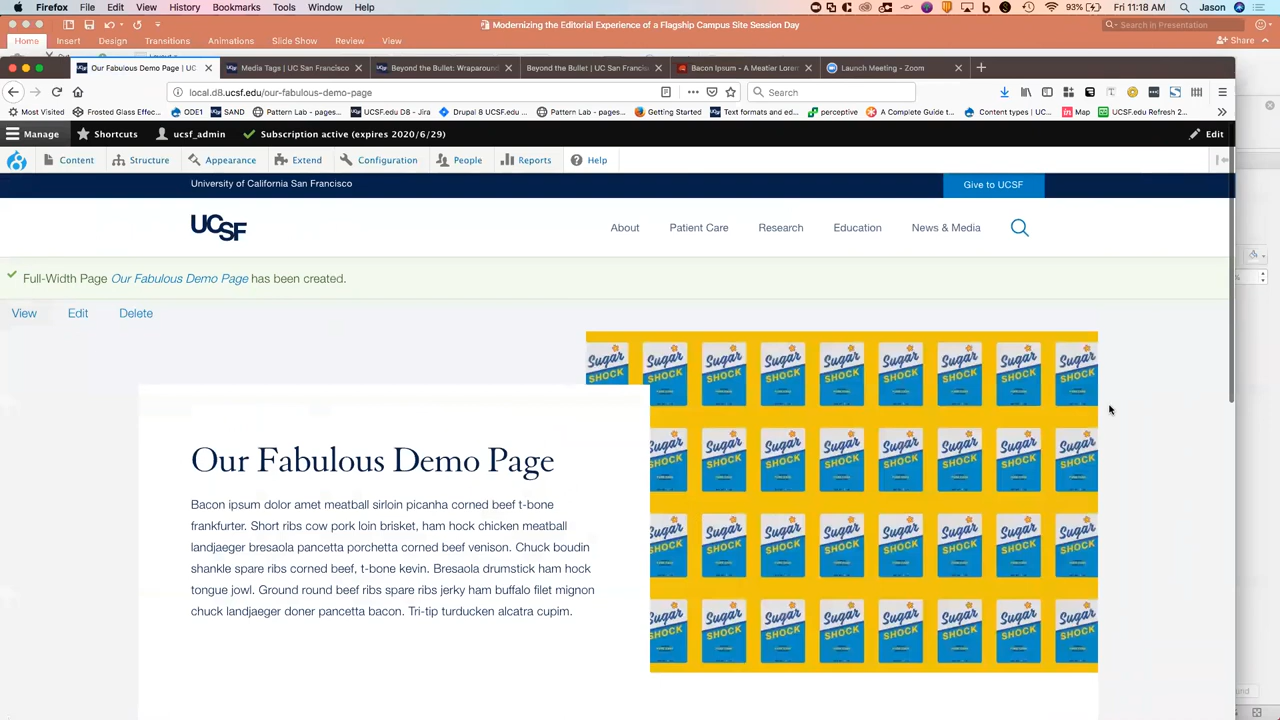 Firefox File Edit View History Bookmarks Tools Window Help 93% Fri 11:18 AM Jason
Modernizing the Editorial Experience of a Flagship Campus Site Session Day
Search in Presentation
Home Insert Design Transitions Animations Slide Show Review View Share
Our Fabulous Demo Page | UC
Media Tags | UC San Francisco
Beyond the Bullet: Wraparound
Beyond the Bullet | UC San Francis
Bacon Ipsum - A Meatier Lorem
Launch Meeting - Zoom
local.d8.ucsf.edu/our-fabulous-demo-page
Search
Most Visited Frosted Glass Effec... ODE1 SAND Pattern Lab - pages... UCSF.edu D8 - Jira Drupal 8 UCSF.edu ... Pattern Lab - pages... Getting Started Text formats and ed... perceptive Content types | UC... Map UCSF.edu Refresh 2...
Manage Shortcuts ucsf_admin Subscription active (expires 2020/6/29) Edit
Content Structure Appearance Extend Configuration People Reports Help
University of California San Francisco
Give to UCSF
UCSF
About Patient Care Research Education News & Media
Full-Width Page Our Fabulous Demo Page has been created.
View Edit Delete
Sugar SHOCK
Our Fabulous Demo Page
Bacon ipsum dolor amet meatball sirloin picanha corned beef t-bone
frankfurter. Short ribs cow pork loin brisket, ham hock chicken meatball
landjaeger bresaola pancetta porchetta corned beef venison. Chuck boudin
shankle spare ribs corned beef, t-bone kevin. Bresaola drumstick ham hock
tongue jowl. Ground round beef ribs spare ribs jerky ham buffalo filet mignon
chuck landjaeger doner pancetta bacon. Tri-tip turducken alcatra cupim.